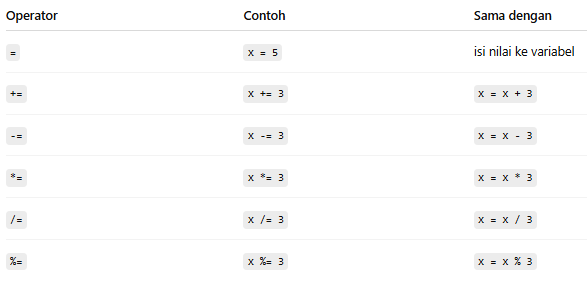 Operator Contoh Sama dengan
= x = 5 isi nilai ke variabel
+= x += 3 x = x + 3
-= x -= 3 x = x - 3
*= x *= 3 x = x * 3
/= x /= 3 x = x / 3
%= x %= 3 x = x % 3